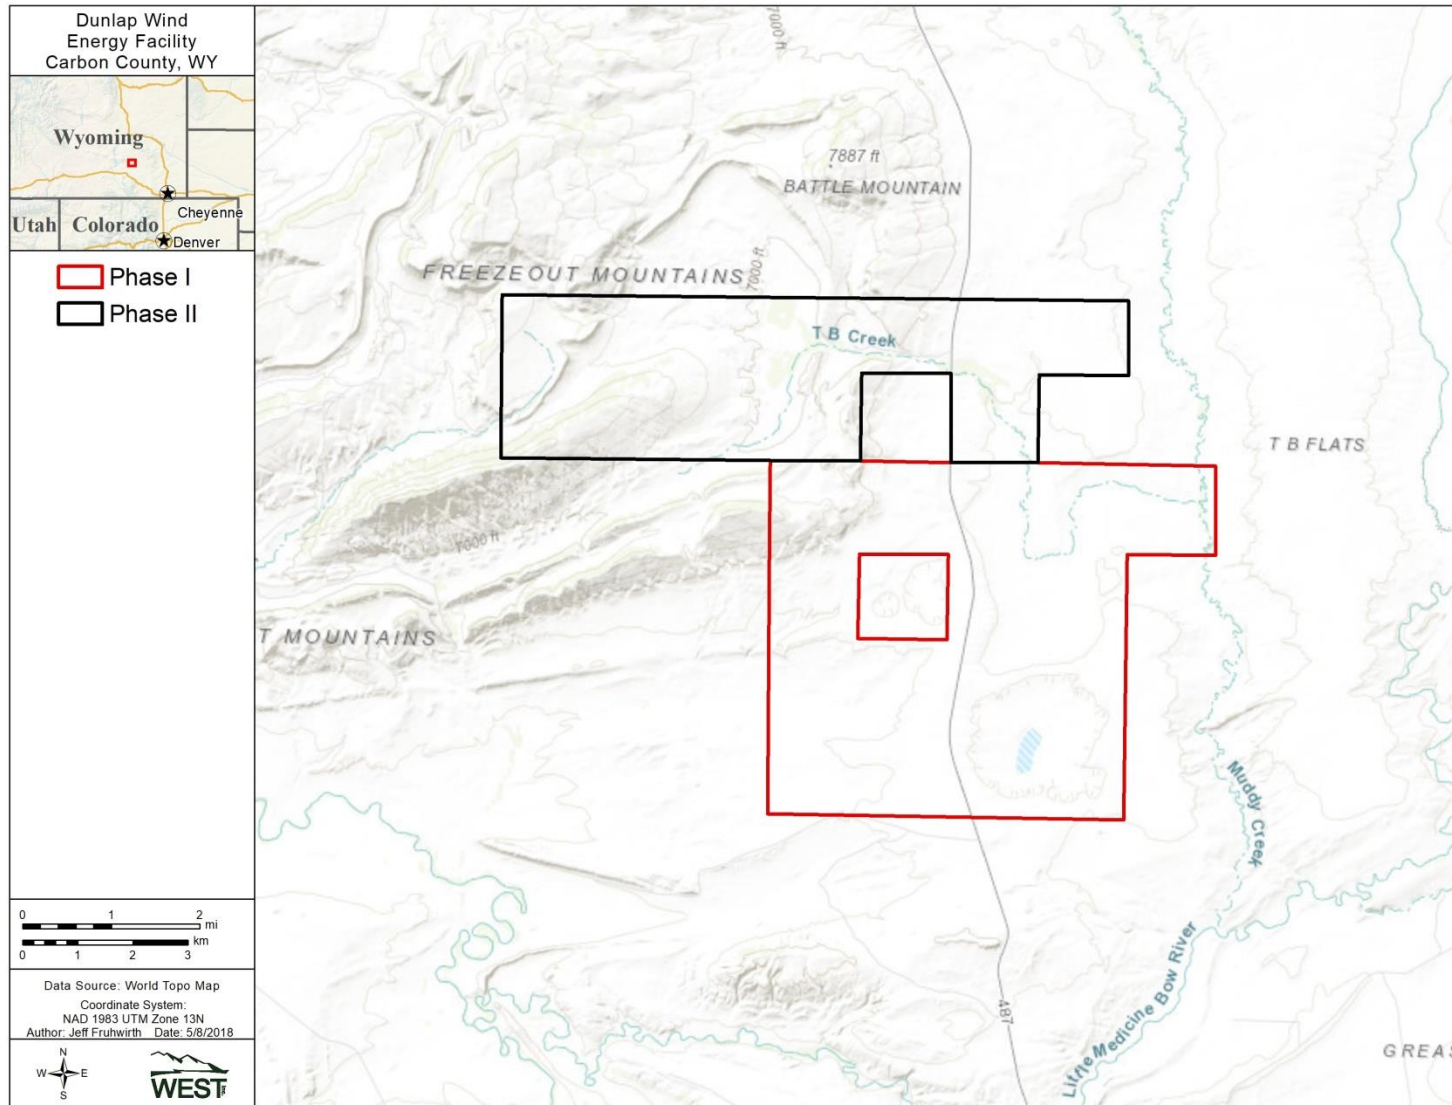 Dunlap Wind
Energy Facility
Carbon County, WY
Wyoming
Cheyenne
Utah
Colorado
Denver
Phase I
Phase II
0 1 2
mi
km
0 1 2 3
Data Source: World Topo Map
Coordinate System:
NAD 1983 UTM Zone 13N
Author: Jeff Fruhwirth Date: 5/8/2018
N
W E
S
WEST
7000 ft
7887 ft
BATTLE MOUNTAIN
FREEZEOUT MOUNTAINS
7000 ft
T B Creek
T B FLATS
7000 ft
T MOUNTAINS
Muddy Creek
Little Medicine Bow River
487
GREAS